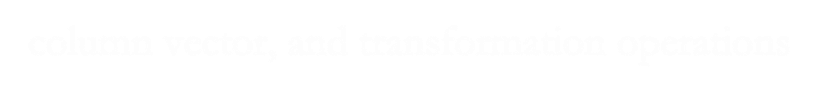 column vector, and transformation operations